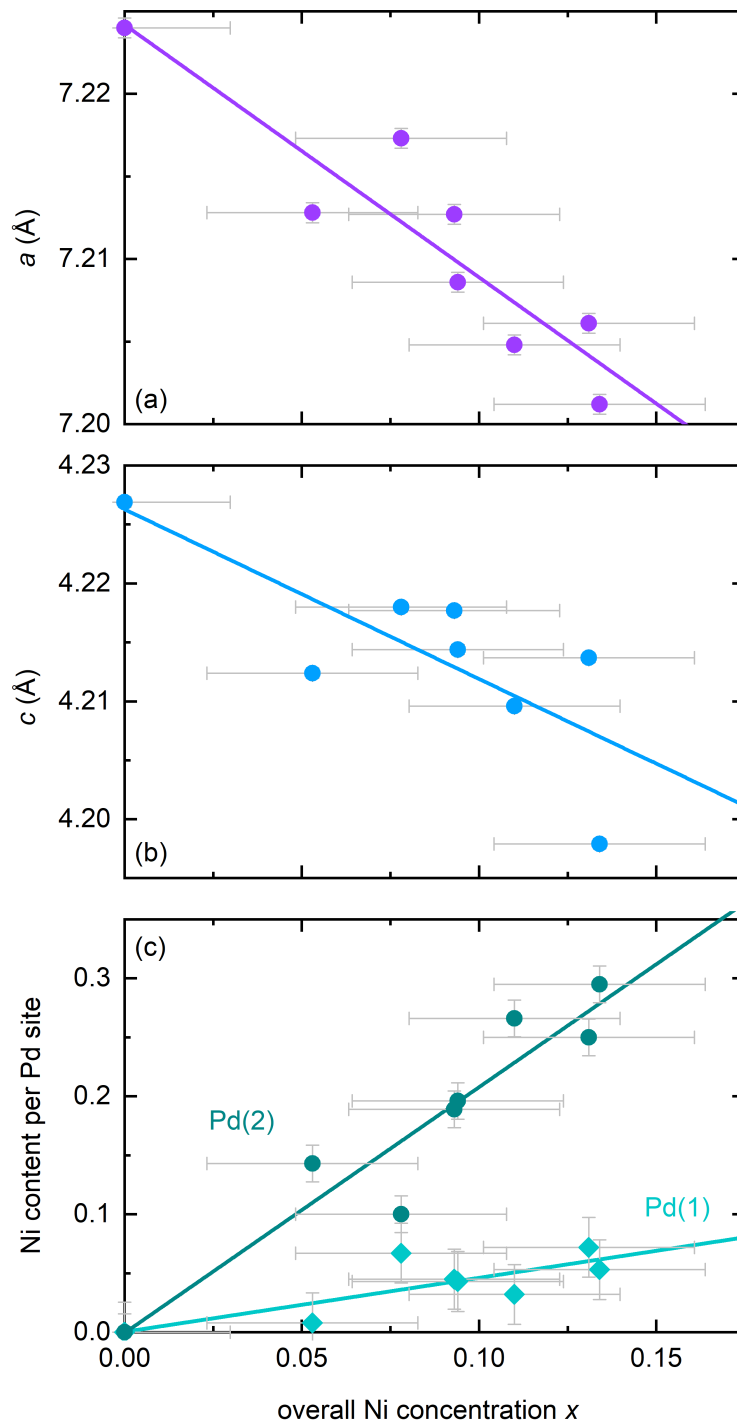 7.22
7.21
7.20
a (Å)
(a)
4.23
4.22
4.21
4.20
c (Å)
(b)
(c)
0.3
0.2
0.1
0.0
Ni content per Pd site
Pd(2)
Pd(1)
0.00 0.05 0.10 0.15
overall Ni concentration x